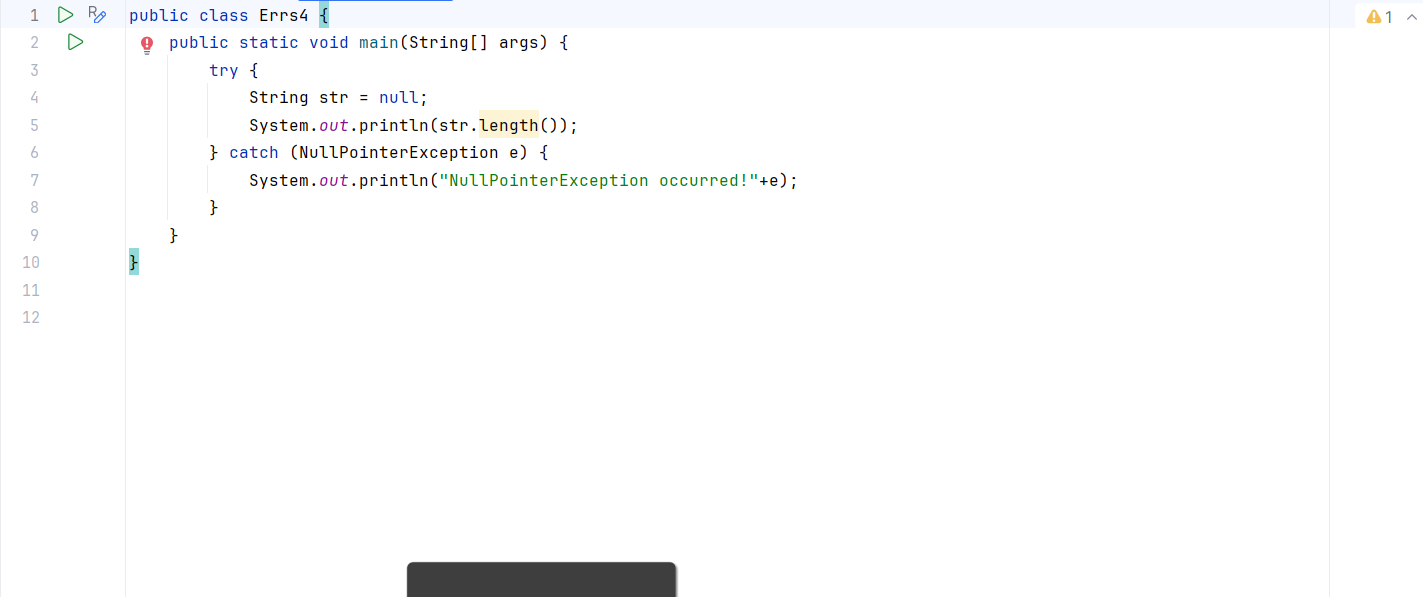 1 R public class Errs4 { 1
2 public static void main(String[] args) {
3 try {
4 String str = null;
5 System.out.println(str.length());
6 } catch (NullPointerException e) {
7 System.out.println("NullPointerException occurred!"+e);
8 }
9 }
10 }
11
12